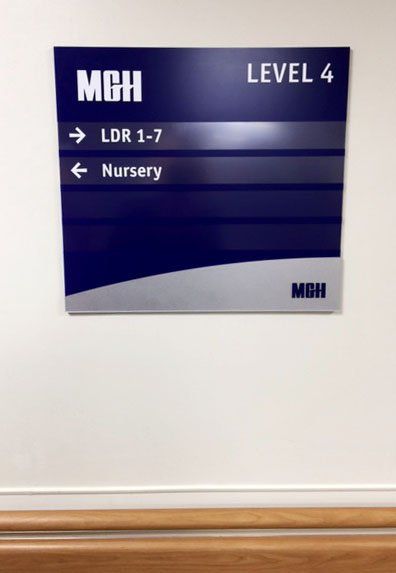 MGH
LEVEL 4
→ LDR 1-7
← Nursery
MGH